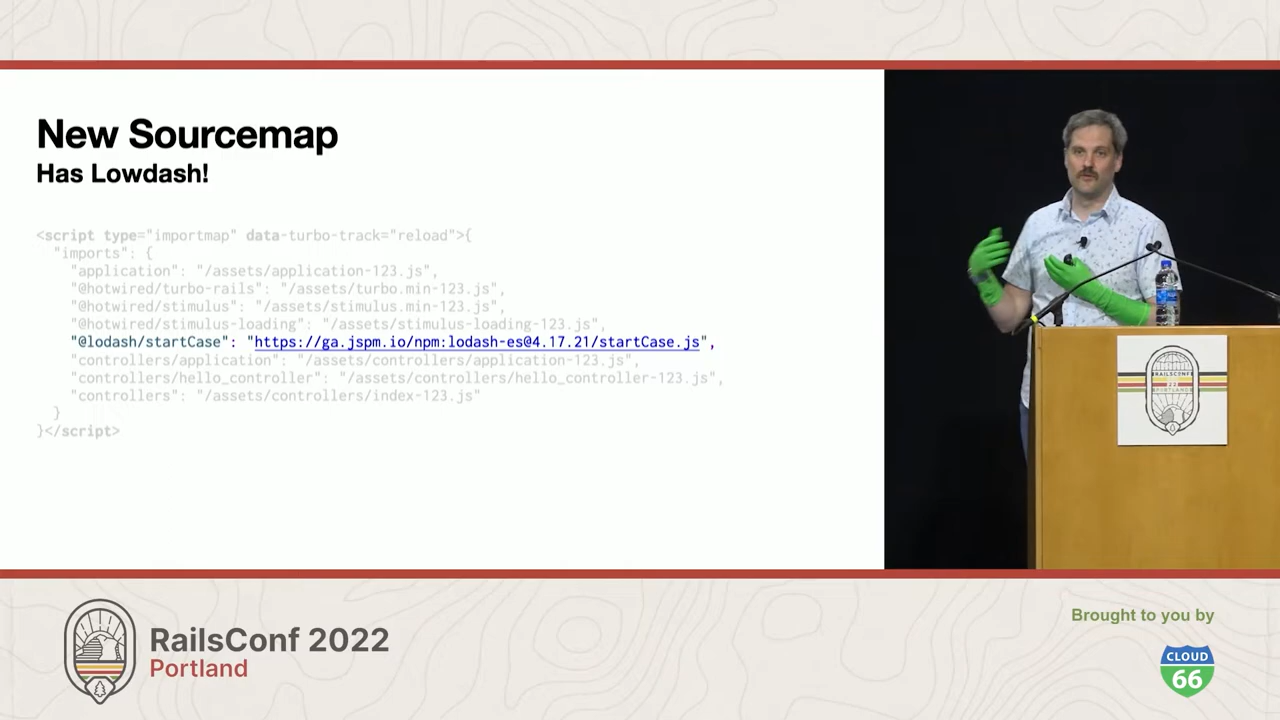 New Sourcemap
Has Lowdash!
<script type="importmap" data-turbo-track="reload">{
"imports": {
"application": "/assets/application-123.js",
"@hotwired/turbo-rails": "/assets/turbo.min-123.js",
"@hotwired/stimulus": "/assets/stimulus.min-123.js",
"@hotwired/stimulus-loading": "/assets/stimulus-loading-123.js",
"@lodash/startCase": "https://ga.jspm.io/npm:lodash-es@4.17.21/startCase.js",
"controllers/application": "/assets/controllers/application-123.js",
"controllers/hello_controller": "/assets/controllers/hello_controller-123.js",
"controllers": "/assets/controllers/index-123.js"
}
}</script>
RAILSCONF
PORTLAND
RailsConf 2022
Portland
Brought to you by
CLOUD
66